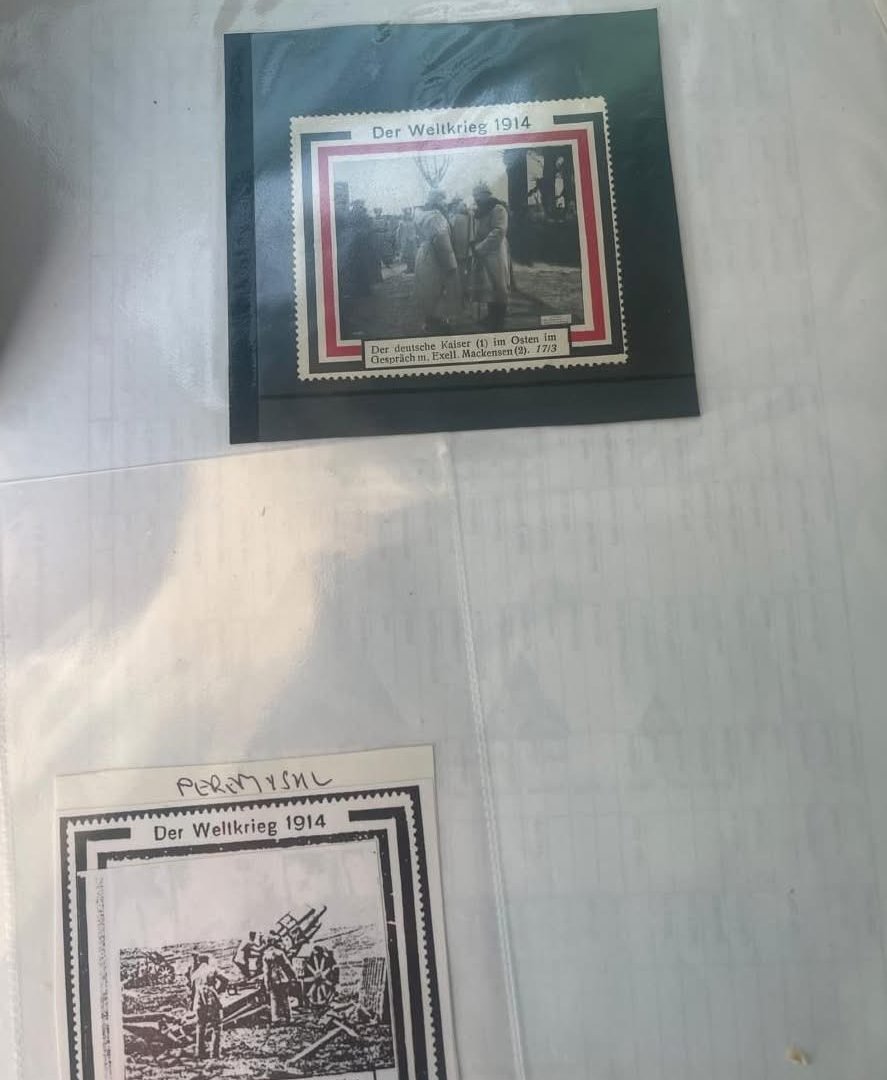 Der Weltkrieg 1914
Der deutsche Kaiser (1) im Osten im
Gespräch m. Exell. Mackensen (2). 17/3
PEREMYSHL
Der Weltkrieg 1914